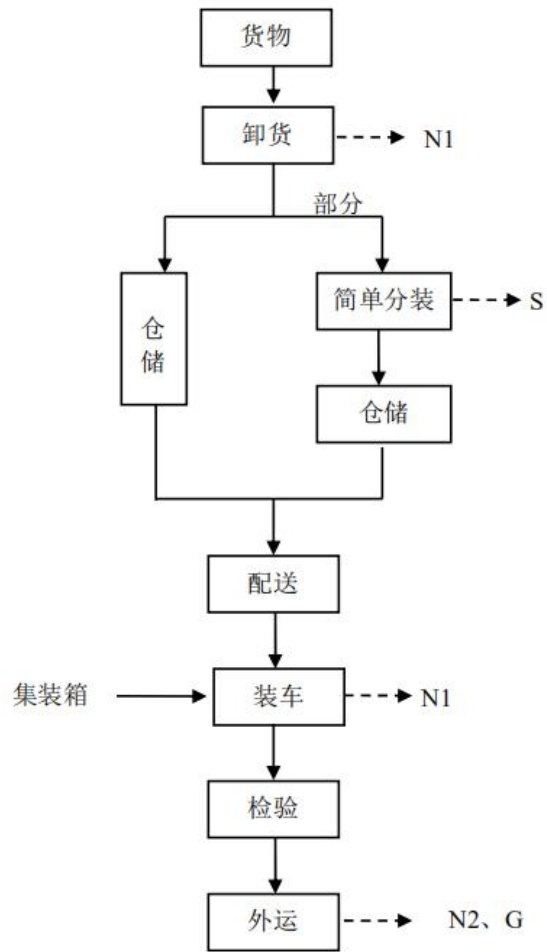 货物
卸货
N1
部分
仓
储
简单分装
S
仓储
配送
集装箱
装车
N1
检验
外运
N2、G